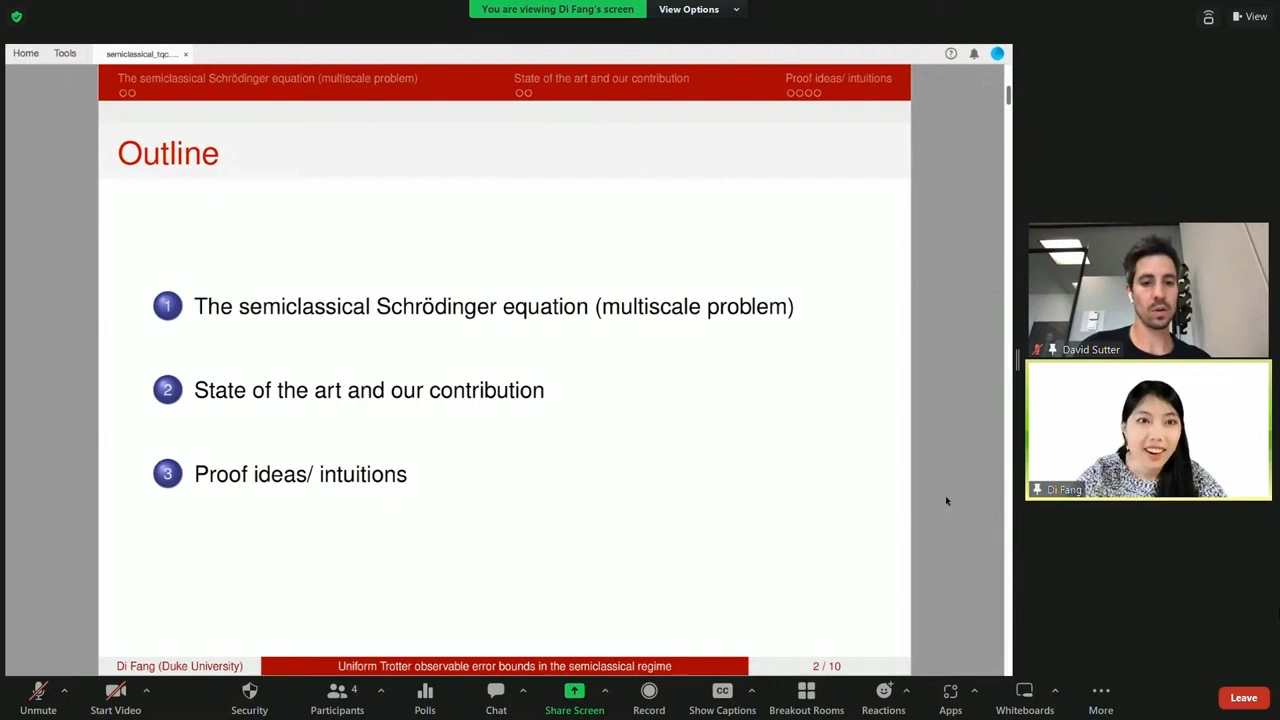 You are viewing Di Fang's screen
View Options
View
Home
Tools
semiclassical_tqc....
The semiclassical Schrödinger equation (multiscale problem)
State of the art and our contribution
Proof ideas/ intuitions
Outline
1 The semiclassical Schrödinger equation (multiscale problem)
2 State of the art and our contribution
3 Proof ideas/ intuitions
David Sutter
Di Fang
Di Fang (Duke University)
Uniform Trotter observable error bounds in the semiclassical regime
2 / 10
4
CC
Unmute
Start Video
Security
Participants
Polls
Chat
Share Screen
Record
Show Captions
Breakout Rooms
Reactions
Apps
Whiteboards
More
Leave